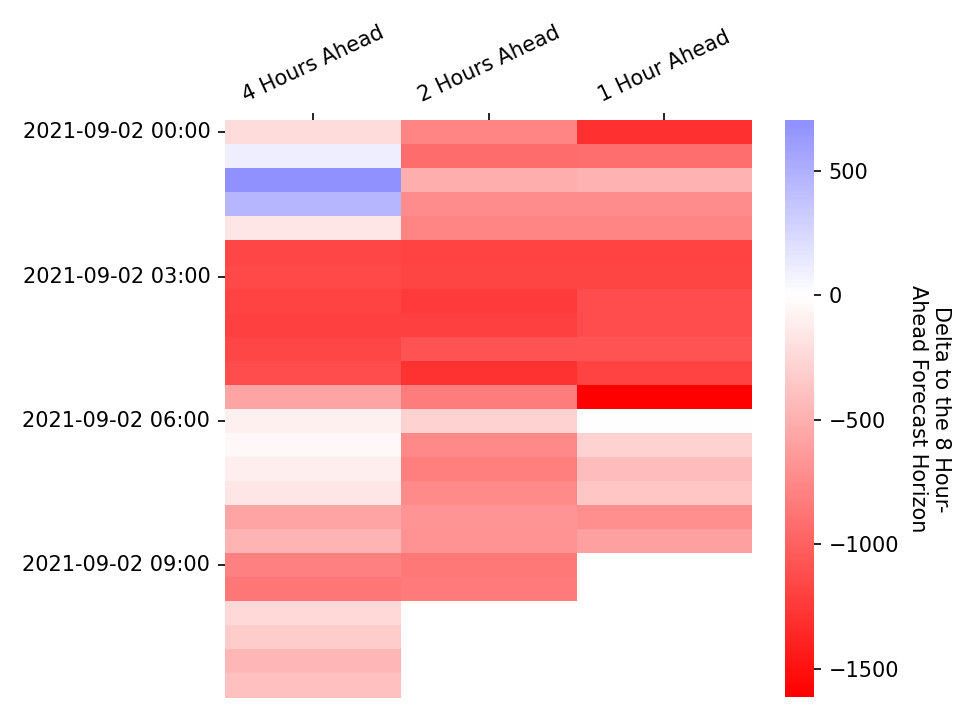 4 Hours Ahead
2 Hours Ahead
1 Hour Ahead
2021-09-02 00:00
2021-09-02 03:00
2021-09-02 06:00
2021-09-02 09:00
500
0
−500
−1000
−1500
Delta to the 8 Hour-
Ahead Forecast Horizon